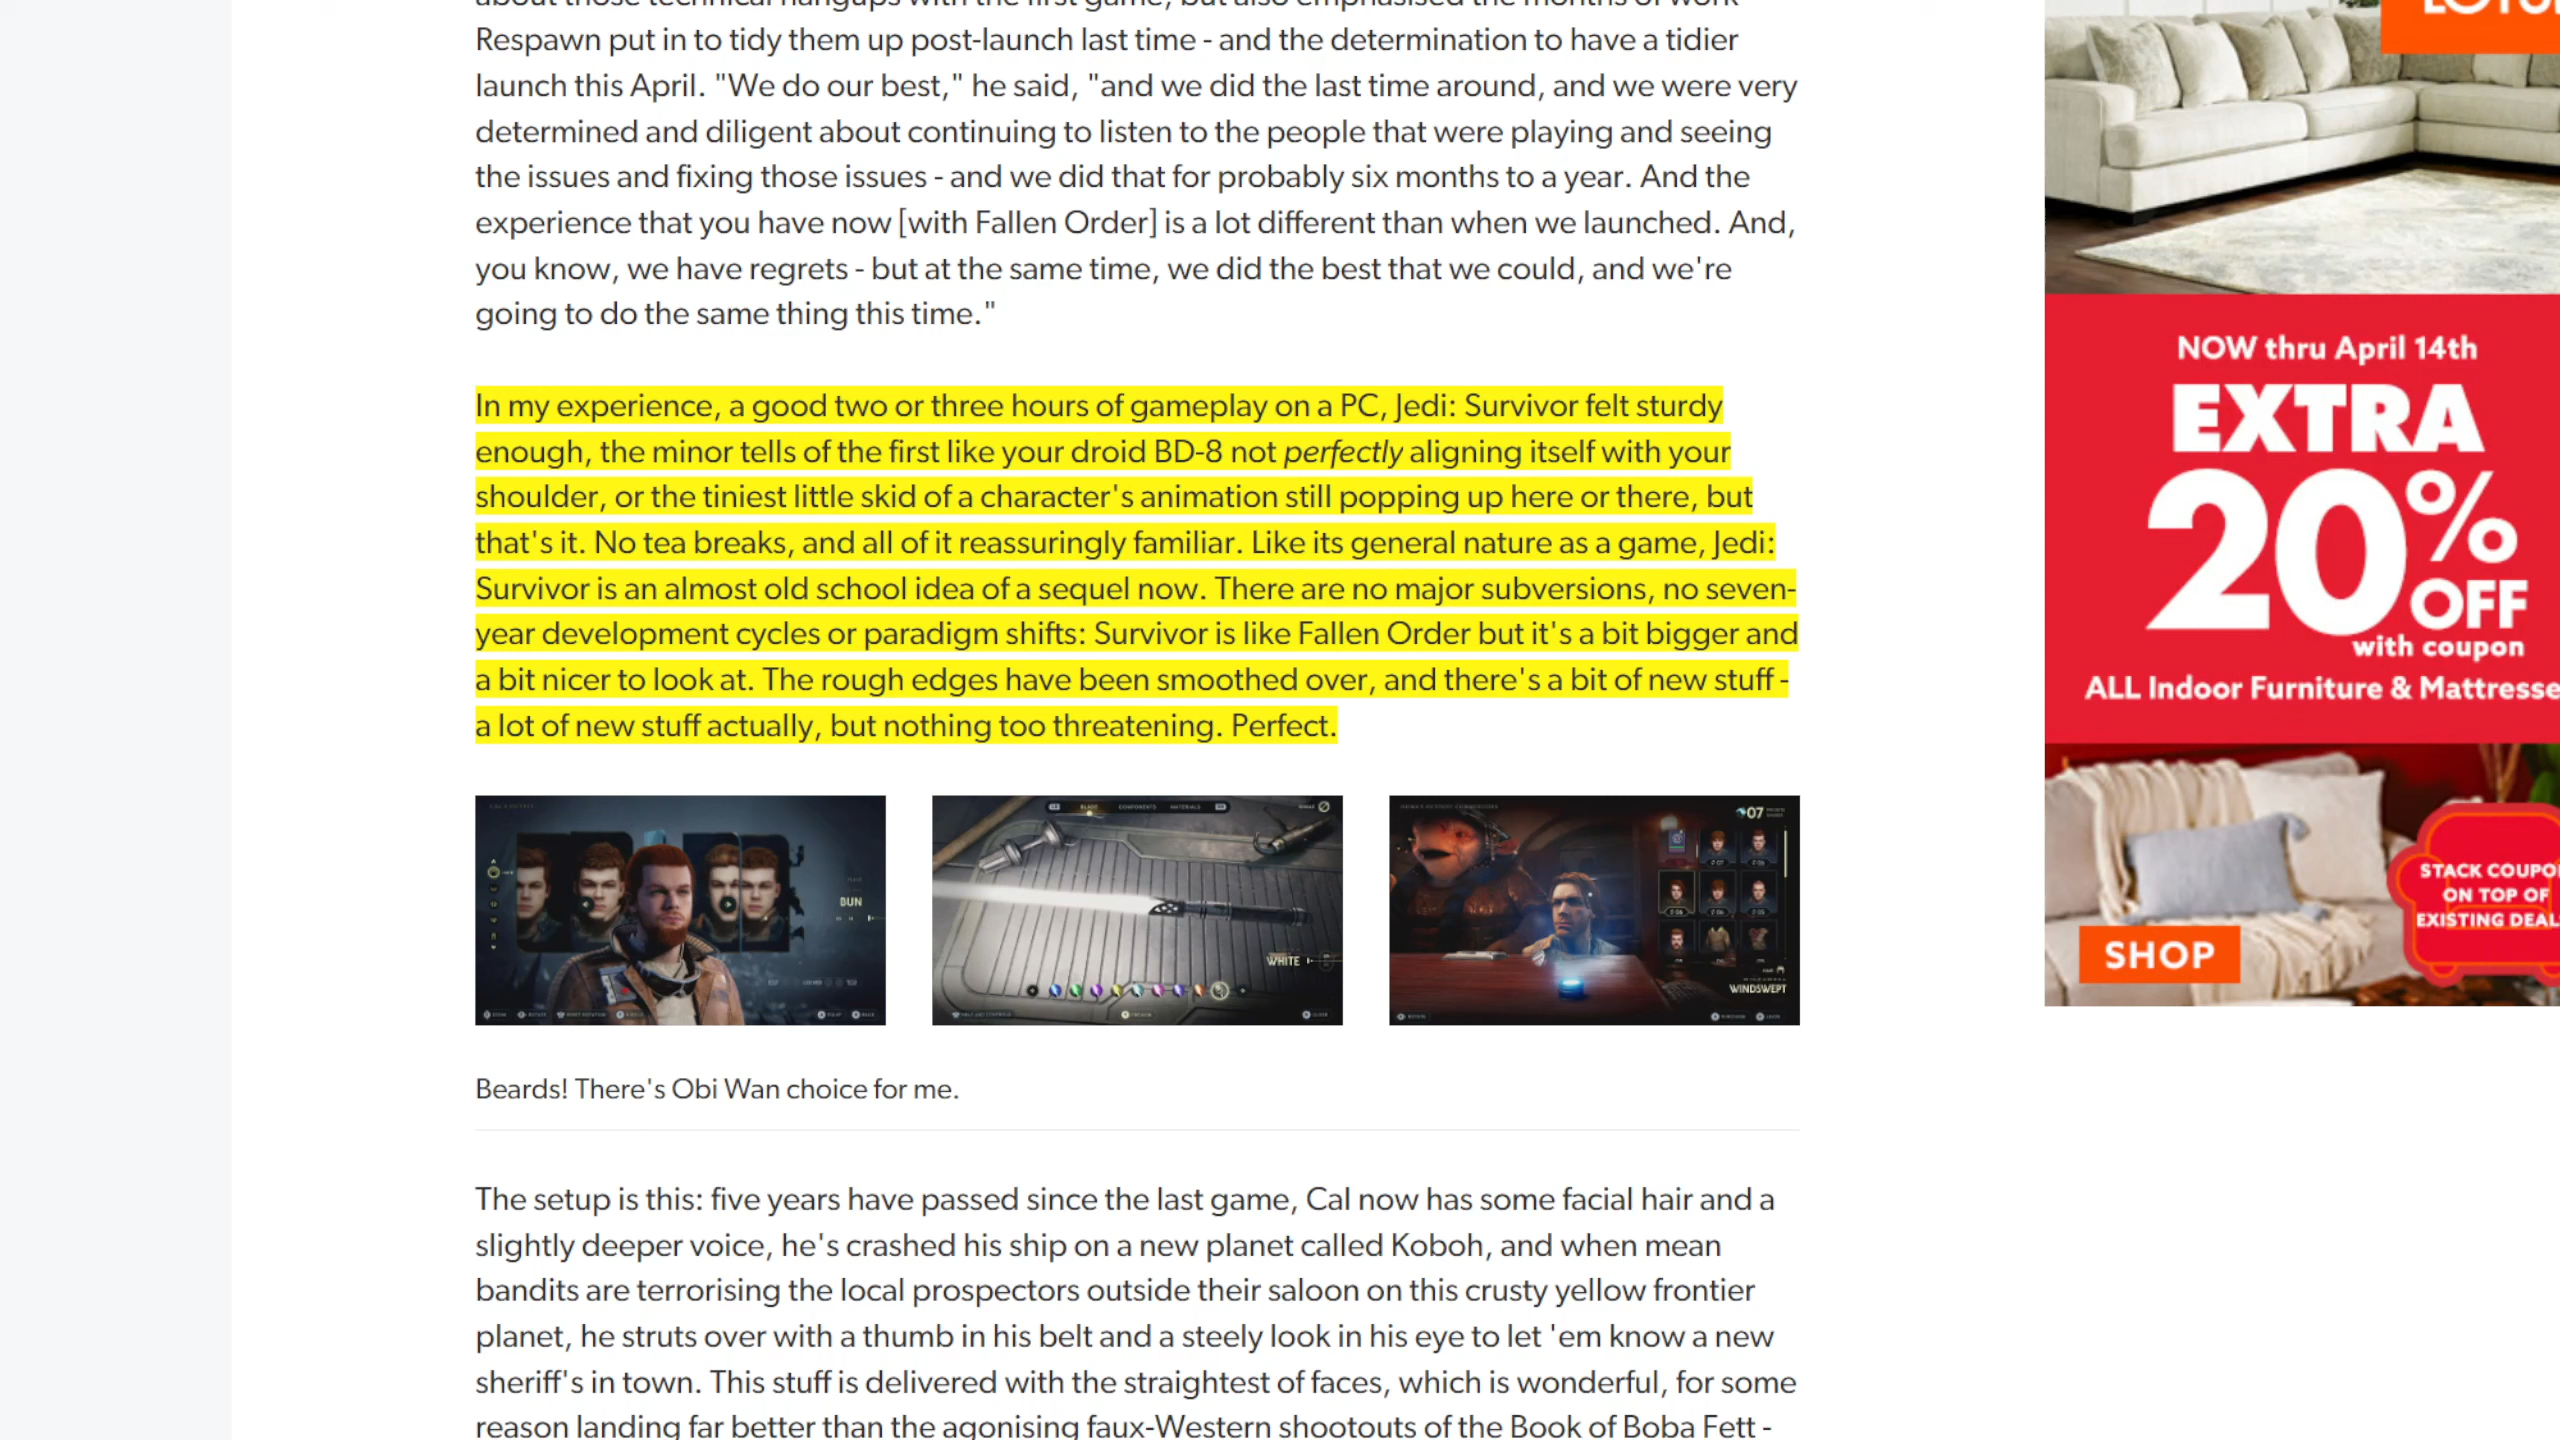 Respawn put in to tidy them up post-launch last time - and the determination to have a tidier
launch this April. "We do our best," he said, "and we did the last time around, and we were very
determined and diligent about continuing to listen to the people that were playing and seeing
the issues and fixing those issues - and we did that for probably six months to a year. And the
experience that you have now [with Fallen Order] is a lot different than when we launched. And,
you know, we have regrets - but at the same time, we did the best that we could, and we're
going to do the same thing this time."
In my experience, a good two or three hours of gameplay on a PC, Jedi: Survivor felt sturdy
enough, the minor tells of the first like your droid BD-8 not perfectly aligning itself with your
shoulder, or the tiniest little skid of a character's animation still popping up here or there, but
that's it. No tea breaks, and all of it reassuringly familiar. Like its general nature as a game, Jedi:
Survivor is an almost old school idea of a sequel now. There are no major subversions, no seven-
year development cycles or paradigm shifts: Survivor is like Fallen Order but it's a bit bigger and
a bit nicer to look at. The rough edges have been smoothed over, and there's a bit of new stuff -
a lot of new stuff actually, but nothing too threatening. Perfect.
BUN
BLADE COMPONENTS MATERIALS
WHITE
07
WINDSWEPT
Beards! There's Obi Wan choice for me.
The setup is this: five years have passed since the last game, Cal now has some facial hair and a
slightly deeper voice, he's crashed his ship on a new planet called Koboh, and when mean
bandits are terrorising the local prospectors outside their saloon on this crusty yellow frontier
planet, he struts over with a thumb in his belt and a steely look in his eye to let 'em know a new
sheriff's in town. This stuff is delivered with the straightest of faces, which is wonderful, for some
reason landing far better than the agonising faux-Western shootouts of the Book of Boba Fett -
NOW thru April 14th
EXTRA
20%
OFF
with coupon
ALL Indoor Furniture & Mattresse
STACK COUPO
ON TOP OF
EXISTING DEAL
SHOP